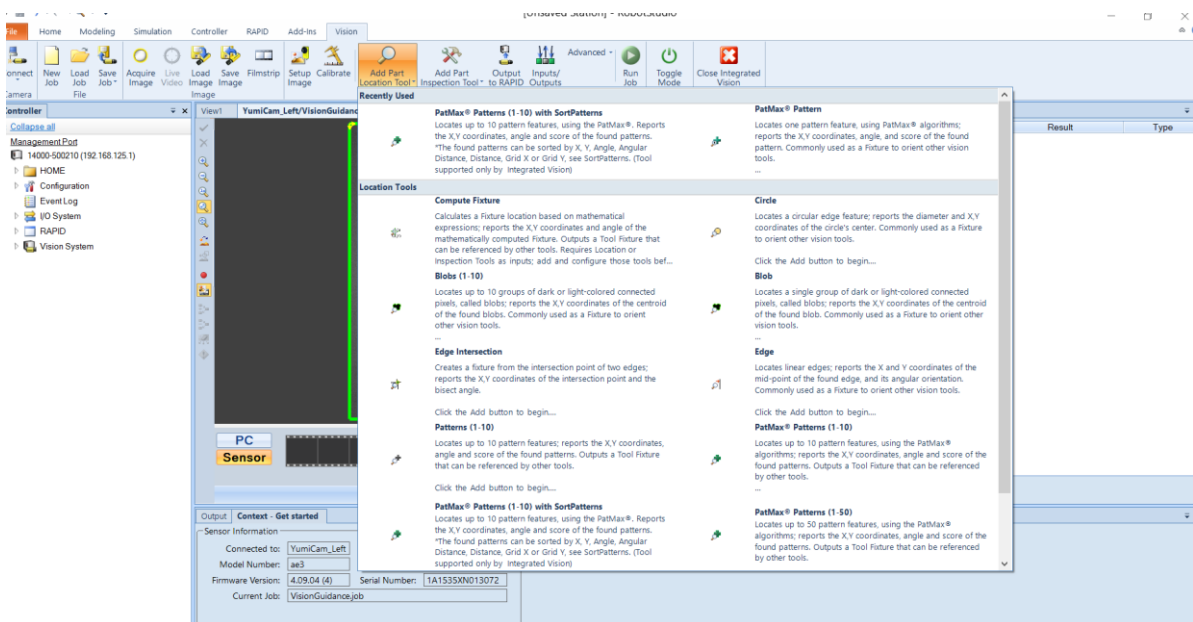 [Unsaved Station] - RobotStudio
File Home Modeling Simulation Controller RAPID Add-Ins Vision
Connect New Job Load Job Save Job Acquire Image Live Video Load Image Save Image Filmstrip Setup Image Calibrate Add Part Location Tool Add Part Inspection Tool Output to RAPID Inputs/ Outputs Advanced Run Job Toggle Mode Close Integrated Vision
Camera File Image
Controller
Collapse all
Management Port
14000-500210 (192.168.125.1)
HOME
Configuration
Event Log
I/O System
RAPID
Vision System
View1 YumiCam_Left/VisionGuidanc
Result Type
PC
Sensor
Recently Used
PatMax® Patterns (1-10) with SortPatterns
Locates up to 10 pattern features, using the PatMax®. Reports
the X,Y coordinates, angle and score of the found patterns.
*The found patterns can be sorted by X, Y, Angle, Angular
Distance, Distance, Grid X or Grid Y, see SortPatterns. (Tool
supported only by Integrated Vision)
PatMax® Pattern
Locates one pattern feature, using PatMax® algorithms;
reports the X,Y coordinates, angle, and score of the found
pattern. Commonly used as a Fixture to orient other vision
tools.
...
Location Tools
Compute Fixture
Calculates a Fixture location based on mathematical
expressions; reports the X,Y coordinates and angle of the
mathematically computed Fixture. Outputs a Tool Fixture that
can be referenced by other tools. Requires Location or
Inspection Tools as inputs; add and configure those tools bef...
Circle
Locates a circular edge feature; reports the diameter and X,Y
coordinates of the circle's center. Commonly used as a Fixture
to orient other vision tools.
Click the Add button to begin....
Blobs (1-10)
Locates up to 10 groups of dark or light-colored connected
pixels, called blobs; reports the X,Y coordinates of the centroid
of the found blobs. Commonly used as a Fixture to orient
other vision tools.
...
Blob
Locates a single group of dark or light-colored connected
pixels, called blobs; reports the X,Y coordinates of the centroid
of the found blob. Commonly used as a Fixture to orient other
vision tools.
...
Edge Intersection
Creates a fixture from the intersection point of two edges;
reports the X,Y coordinates of the intersection point and the
bisect angle.
Click the Add button to begin....
Edge
Locates linear edges; reports the X and Y coordinates of the
mid-point of the found edge, and its angular orientation.
Commonly used as a Fixture to orient other vision tools.
Click the Add button to begin....
Patterns (1-10)
Locates up to 10 pattern features; reports the X,Y coordinates,
angle and score of the found patterns. Outputs a Tool Fixture
that can be referenced by other tools.
Click the Add button to begin....
PatMax® Patterns (1-10)
Locates up to 10 pattern features, using the PatMax®
algorithms; reports the X,Y coordinates, angle and score of the
found patterns. Outputs a Tool Fixture that can be referenced
by other tools.
...
PatMax® Patterns (1-10) with SortPatterns
Locates up to 10 pattern features, using the PatMax®. Reports
the X,Y coordinates, angle and score of the found patterns.
*The found patterns can be sorted by X, Y, Angle, Angular
Distance, Distance, Grid X or Grid Y, see SortPatterns. (Tool
supported only by Integrated Vision)
PatMax® Patterns (1-50)
Locates up to 50 pattern features, using the PatMax®
algorithms; reports the X,Y coordinates, angle and score of the
found patterns. Outputs a Tool Fixture that can be referenced
by other tools.
Output Context - Get started
Sensor Information
Connected to: YumiCam_Left
Model Number: ae3
Firmware Version: 4.09.04 (4) Serial Number: 1A1535XN013072
Current Job: VisionGuidance.job